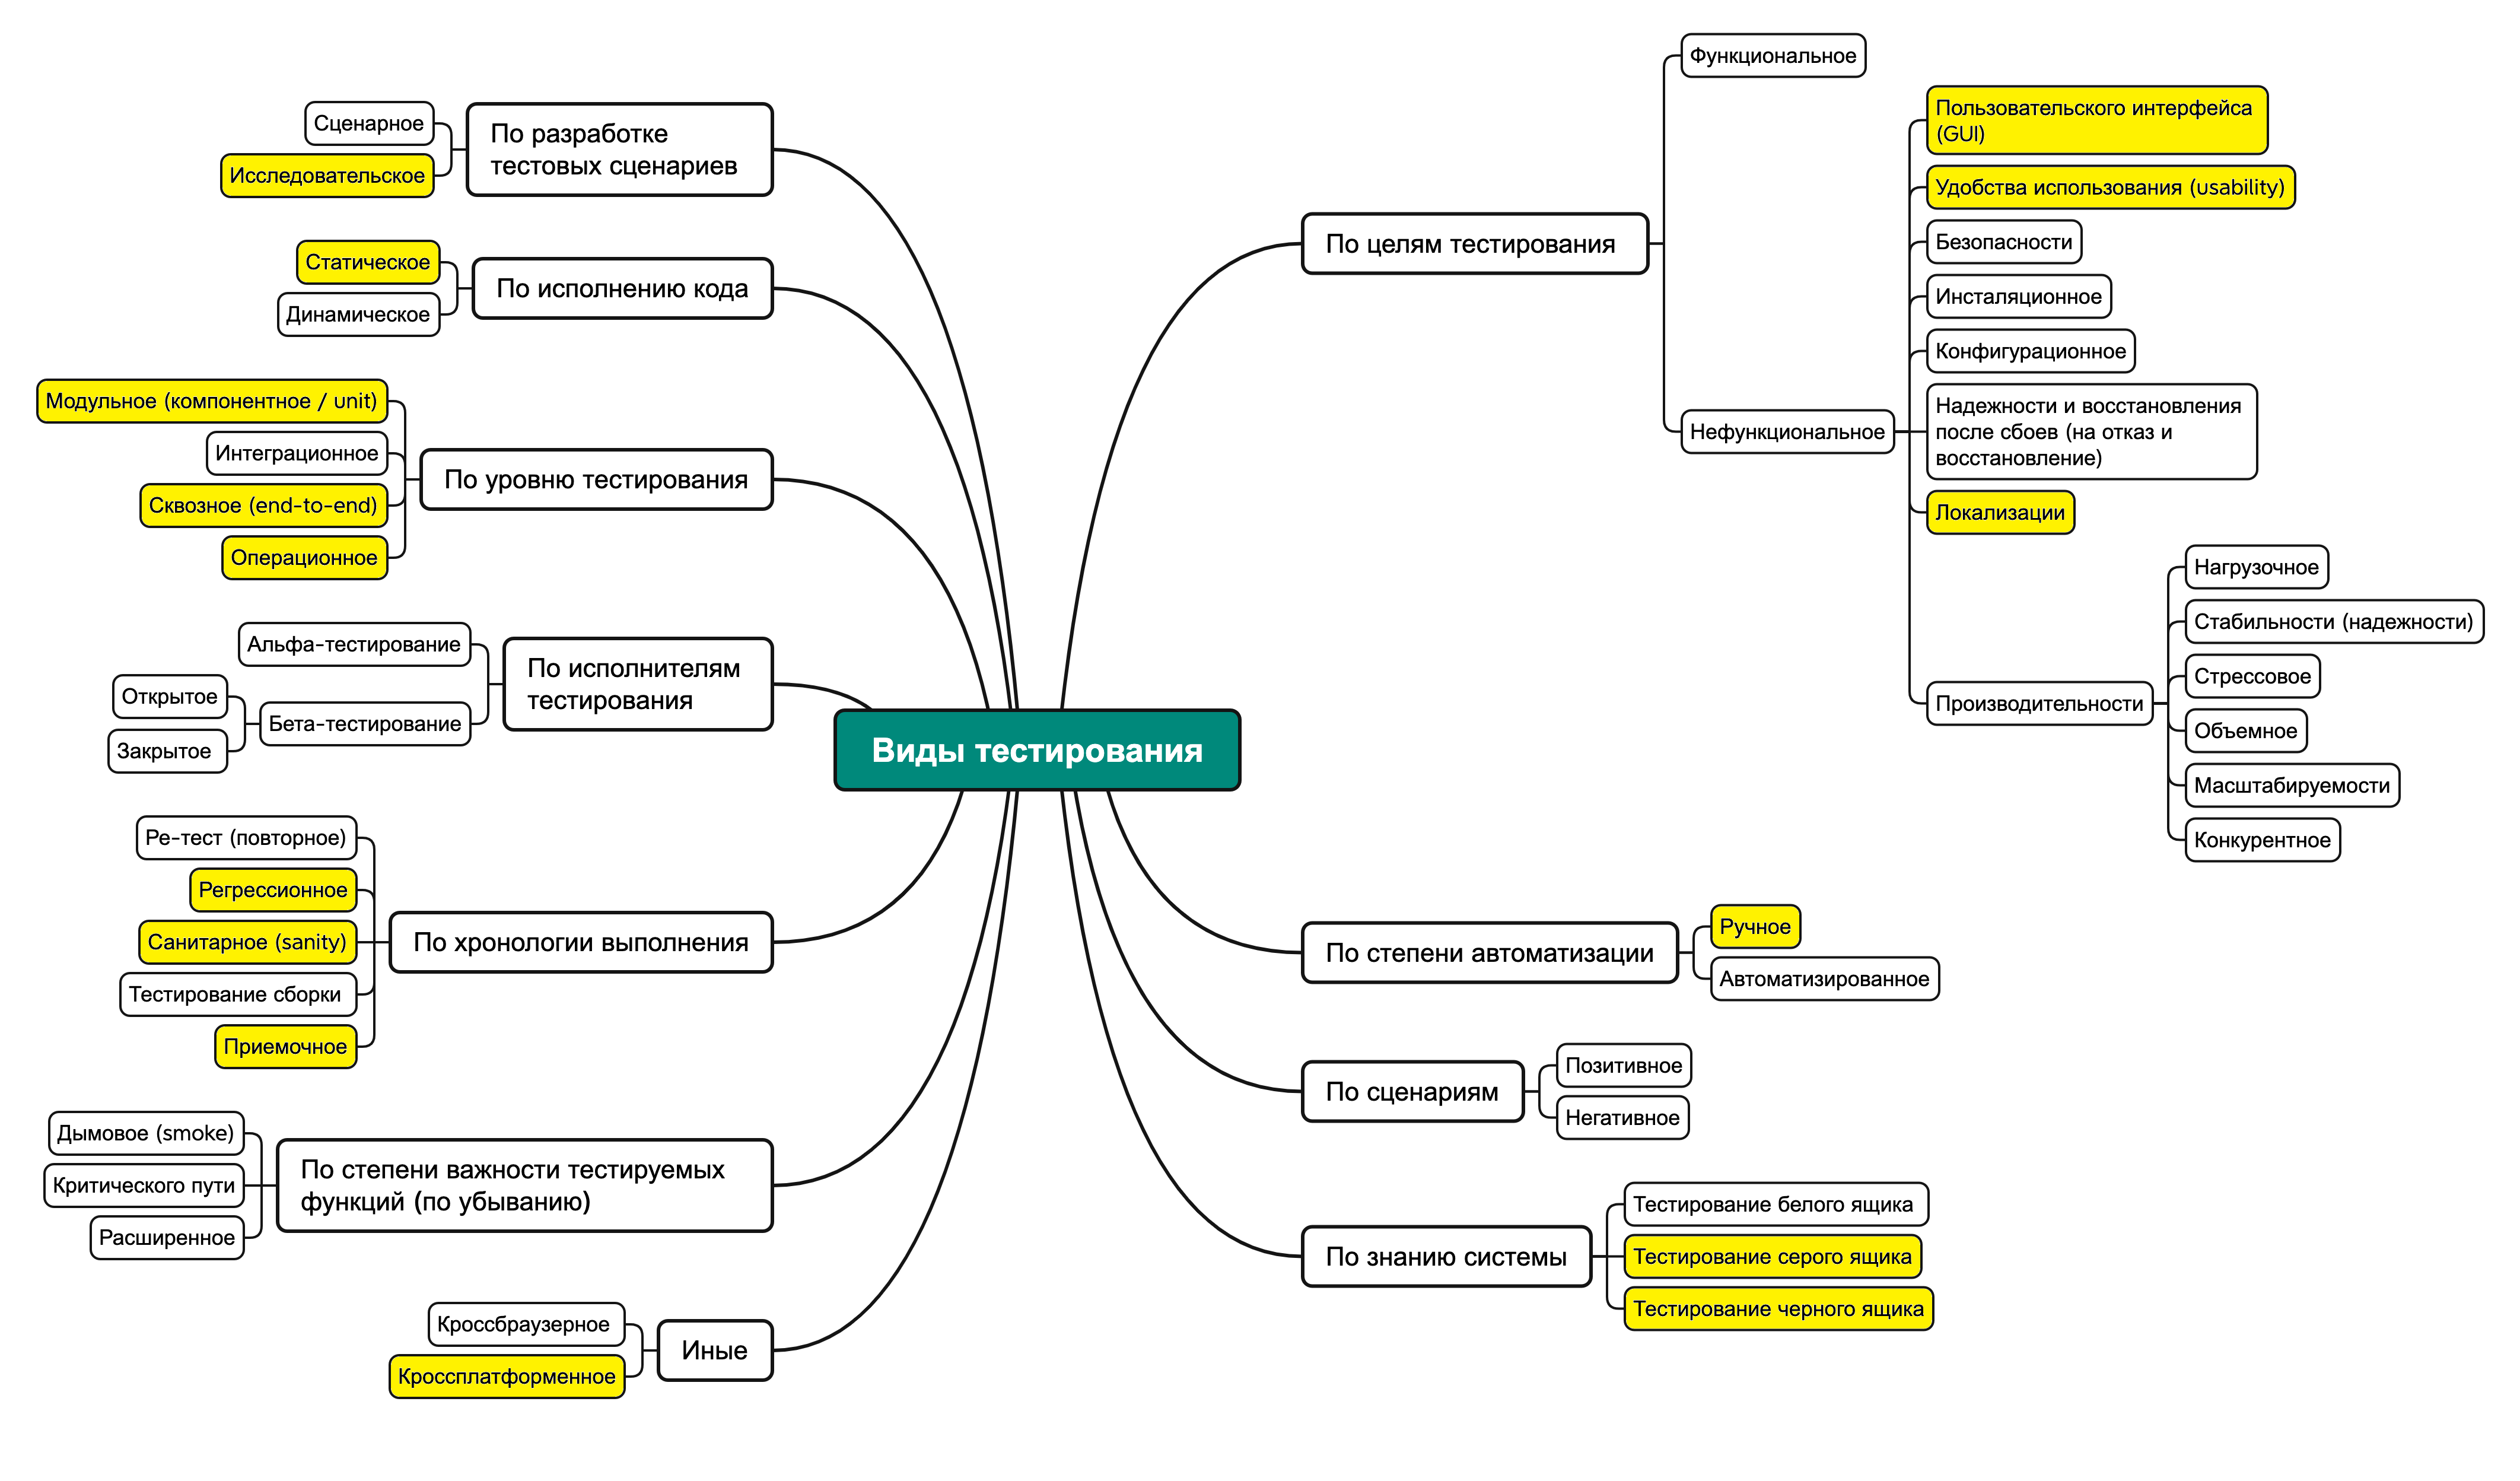 Виды тестирования
По разработке
тестовых сценариев
Сценарное
Исследовательское
По исполнению кода
Статическое
Динамическое
По уровню тестирования
Модульное (компонентное / unit)
Интеграционное
Сквозное (end-to-end)
Операционное
По исполнителям
тестирования
Альфа-тестирование
Бета-тестирование
Открытое
Закрытое
По хронологии выполнения
Ре-тест (повторное)
Регрессионное
Санитарное (sanity)
Тестирование сборки
Приемочное
По степени важности тестируемых
функций (по убыванию)
Дымовое (smoke)
Критического пути
Расширенное
Иные
Кроссбраузерное
Кроссплатформенное
По целям тестирования
Функциональное
Нефункциональное
Пользовательского интерфейса
(GUI)
Удобства использования (usability)
Безопасности
Инсталяционное
Конфигурационное
Надежности и восстановления
после сбоев (на отказ и
восстановление)
Локализации
Производительности
Нагрузочное
Стабильности (надежности)
Стрессовое
Объемное
Масштабируемости
Конкурентное
По степени автоматизации
Ручное
Автоматизированное
По сценариям
Позитивное
Негативное
По знанию системы
Тестирование белого ящика
Тестирование серого ящика
Тестирование черного ящика